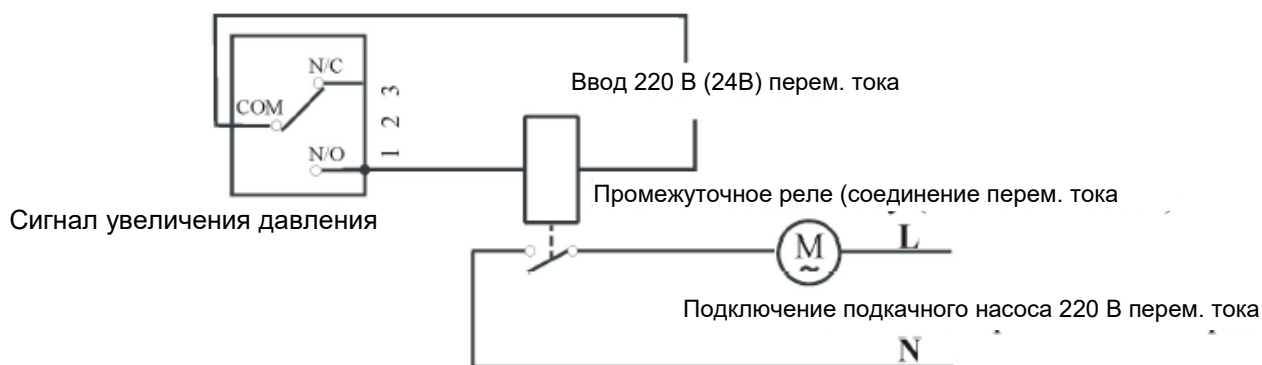 N/C
Ввод 220 В (24В) перем. тока
COM
3
2
1
N/O
Промежуточное реле (соединение перем. тока
Сигнал увеличения давления
L
M
~
Подключение подкачного насоса 220 В перем. тока
N